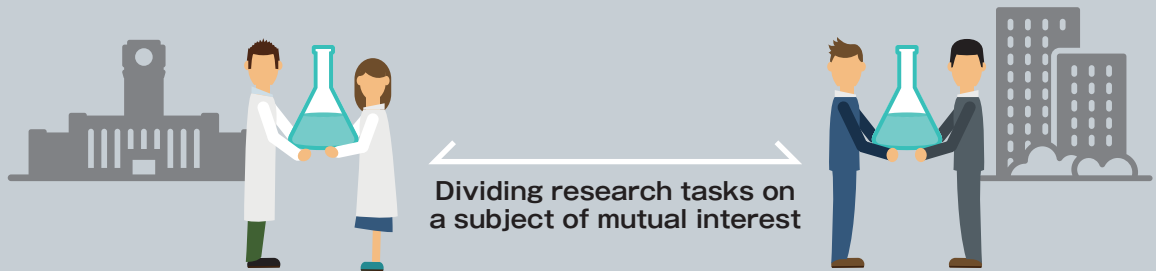 Dividing research tasks on
a subject of mutual interest